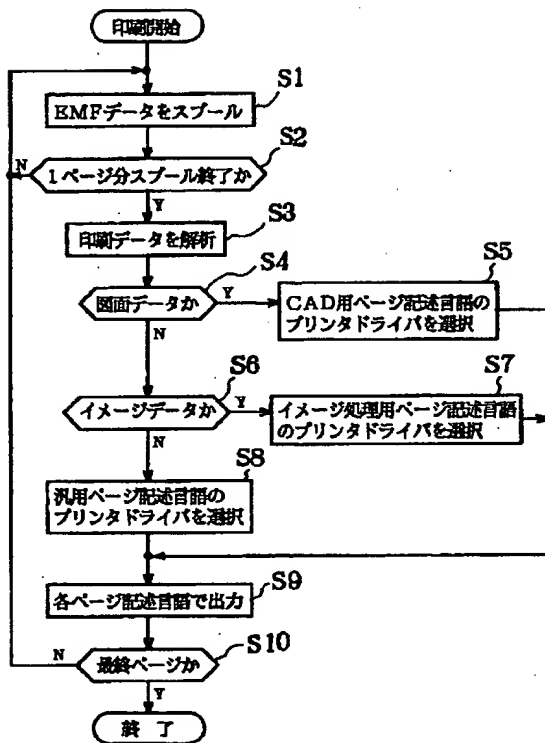 印刷開始
S1
EMFデータをスプール
S2
N
1ページ分スプール終了か
Y
S3
印刷データを解析
S4
図面データか
Y
N
S5
CAD用ページ記述言語の
プリンタドライバを選択
S6
イメージデータか
Y
N
S7
イメージ処理用ページ記述言語
のプリンタドライバを選択
S8
汎用ページ記述言語の
プリンタドライバを選択
S9
各ページ記述言語で出力
S10
N
最終ページか
Y
終了